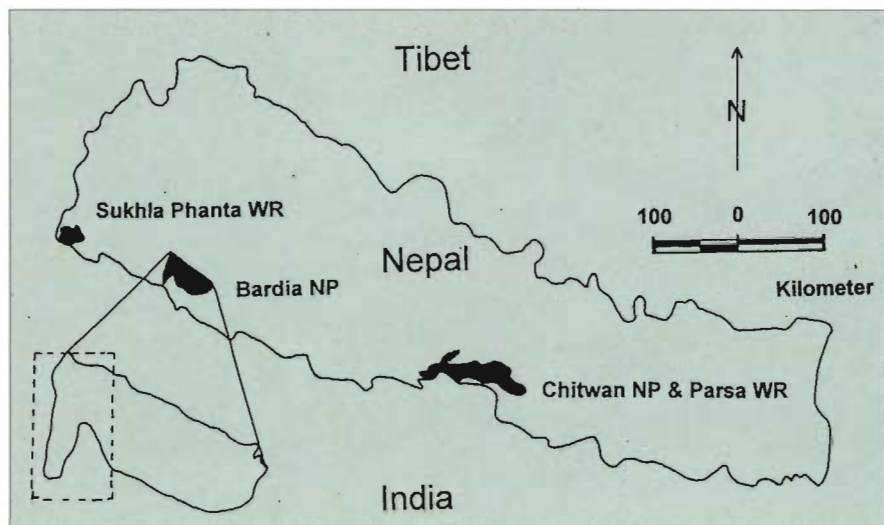 Tibet
N
Sukhla Phanta WR
100 0 100
Nepal
Bardia NP
Kilometer
Chitwan NP & Parsa WR
India